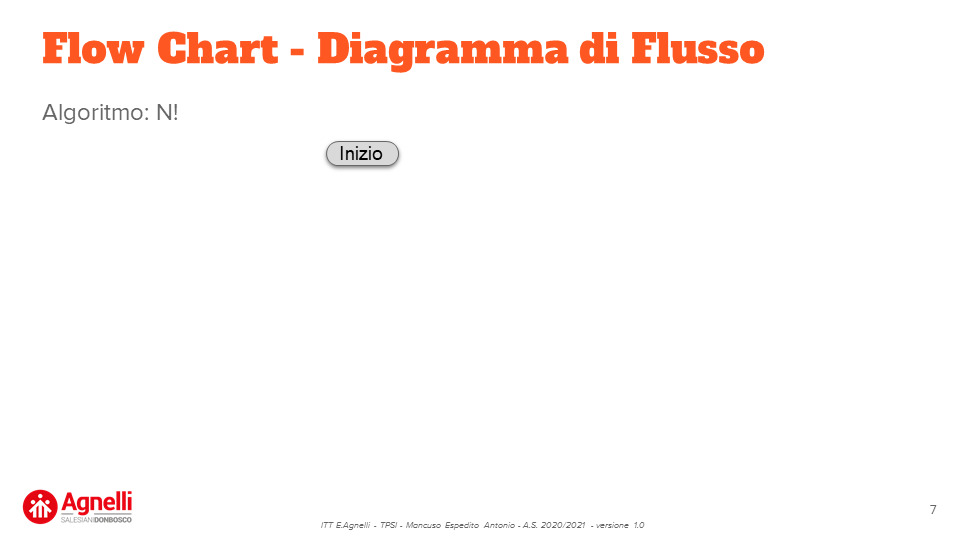 Flow Chart - Diagramma di Flusso
Algoritmo: N!
Inizio
Agnelli
SALESIANIDONBOSCO
ITT E.Agnelli - TPSI - Mancuso Espedito Antonio - A.S. 2020/2021 - versione 1.0
7